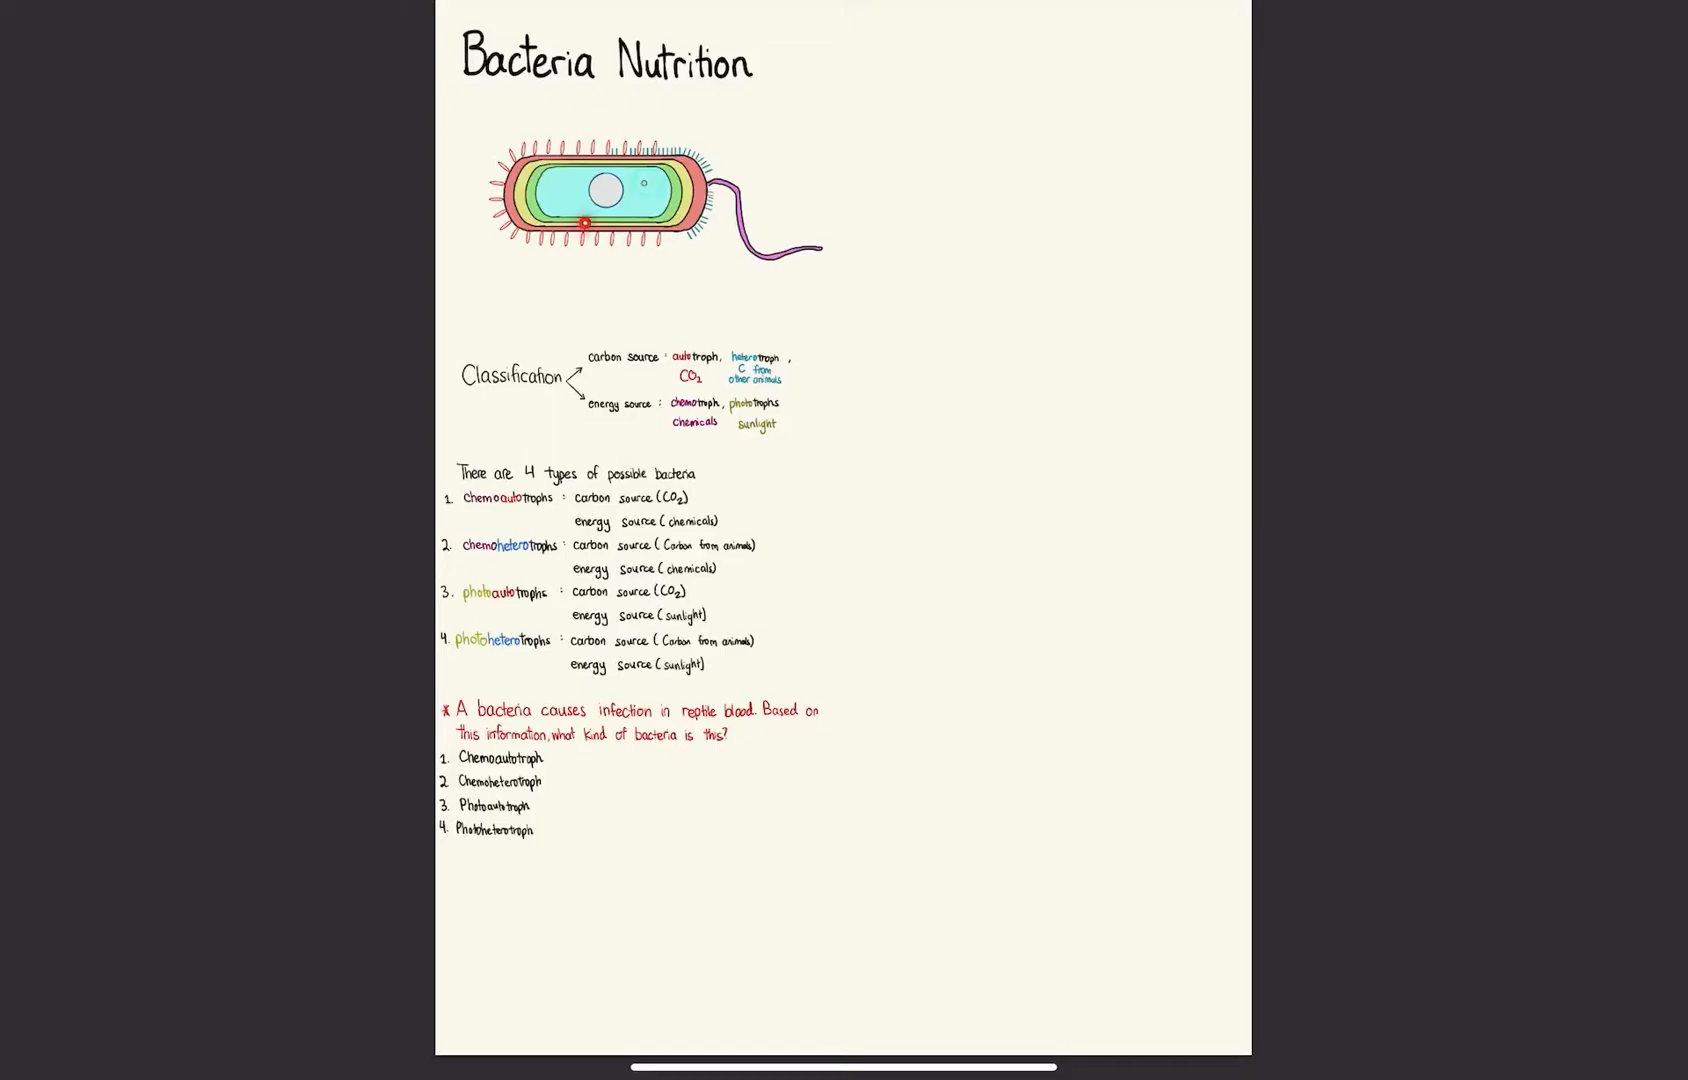 Bacteria Nutrition
carbon source : autotroph, heterotroph,
CO2 C from
other animals
Classification
energy source : chemotroph, phototrophs
chemicals sunlight
There are 4 types of possible bacteria
1. chemoautotrophs : carbon source (CO2)
energy source (chemicals)
2. chemoheterotrophs : carbon source (Carbon from animals)
energy source (chemicals)
3. photoautotrophs : carbon source (CO2)
energy source (sunlight)
4. photoheterotrophs : carbon source (Carbon from animals)
energy source (sunlight)
* A bacteria causes infection in reptile blood. Based on
this information, what kind of bacteria is this?
1. Chemoautotroph
2. Chemoheterotroph
3. Photoautotroph
4. Photoheterotroph